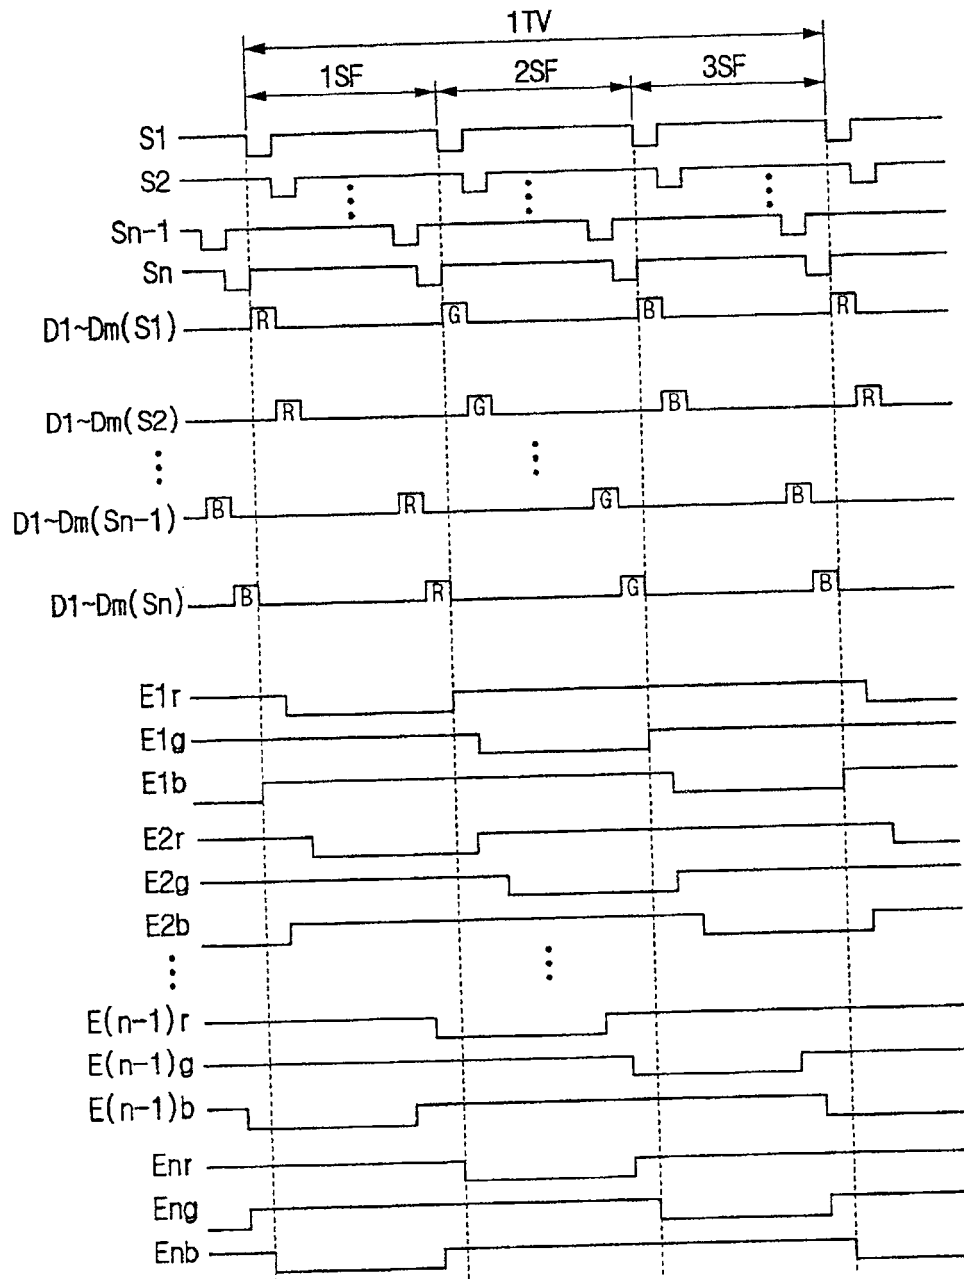 1TV
1SF 2SF 3SF
S1
S2
Sn-1
Sn
D1~Dm(S1) R G B R
D1~Dm(S2) R G B R
D1~Dm(Sn-1) B R G B
D1~Dm(Sn) B R G B
E1r
E1g
E1b
E2r
E2g
E2b
E(n-1)r
E(n-1)g
E(n-1)b
Enr
Eng
Enb